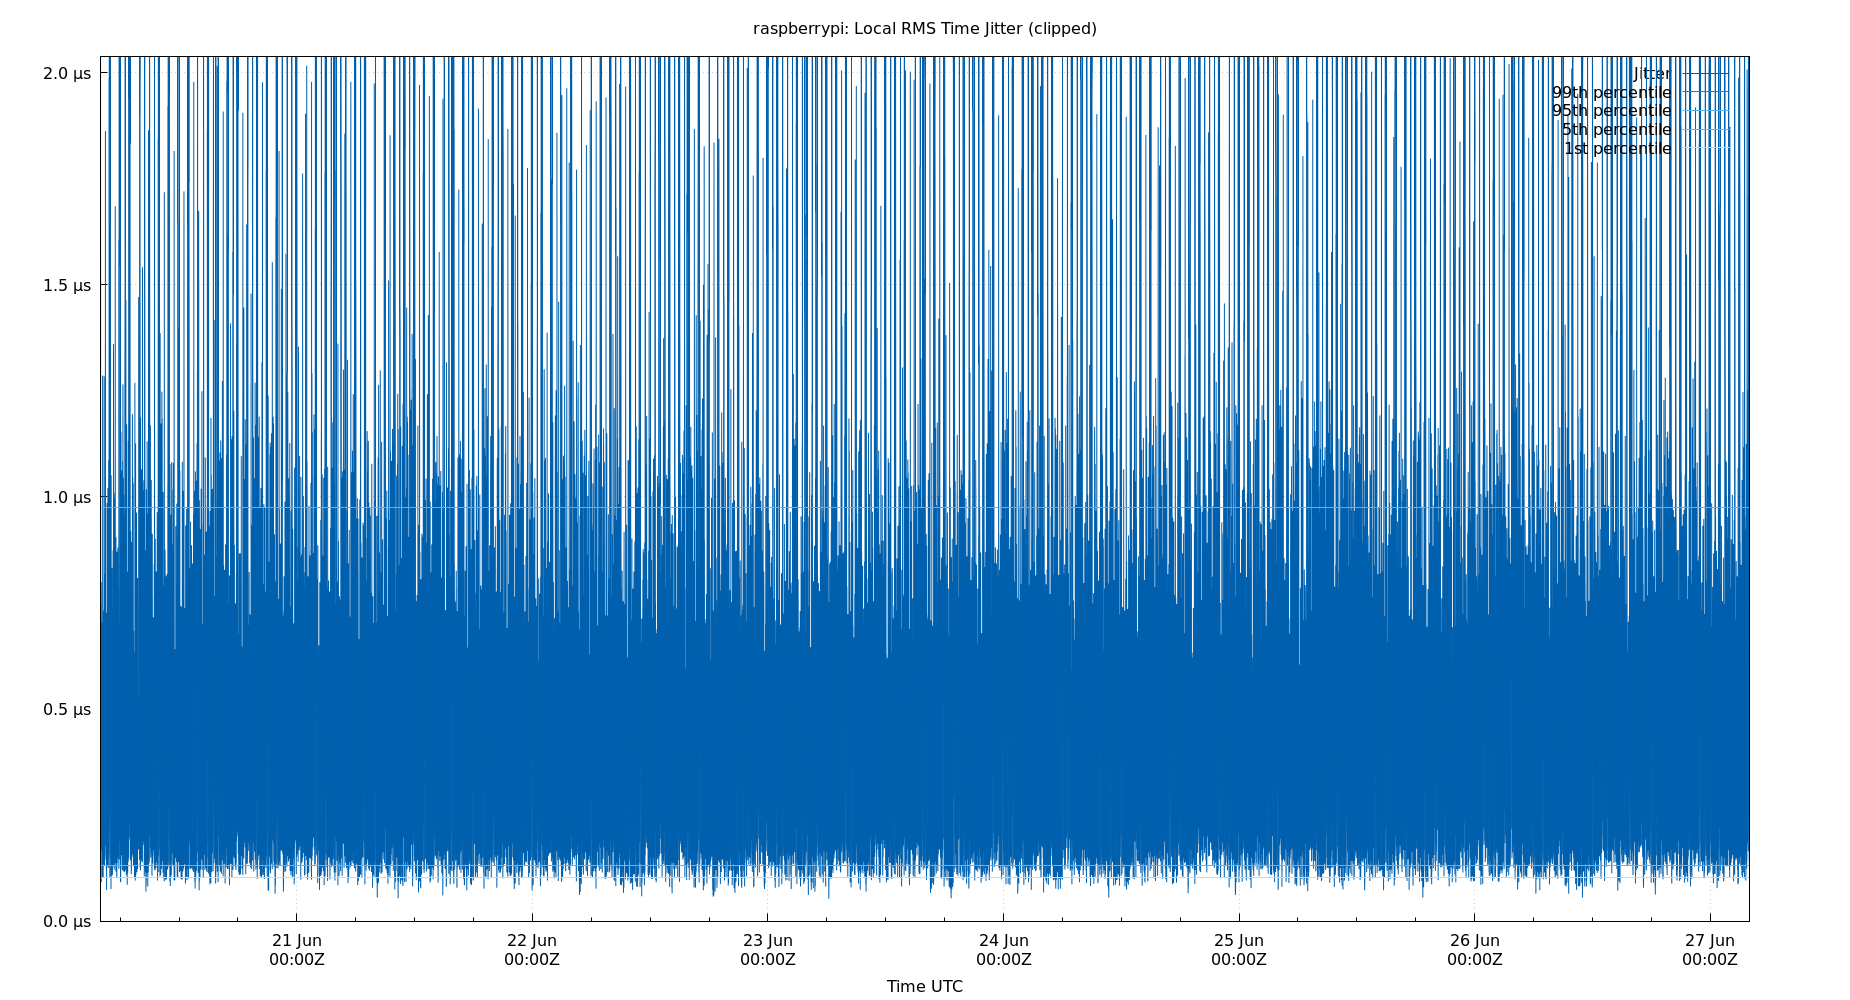 raspberrypi: Local RMS Time Jitter (clipped)
2.0 µs
1.5 µs
1.0 µs
0.5 µs
0.0 µs
Jitter
99th percentile
95th percentile
5th percentile
1st percentile
21 Jun
00:00Z
22 Jun
00:00Z
23 Jun
00:00Z
24 Jun
00:00Z
25 Jun
00:00Z
26 Jun
00:00Z
27 Jun
00:00Z
Time UTC